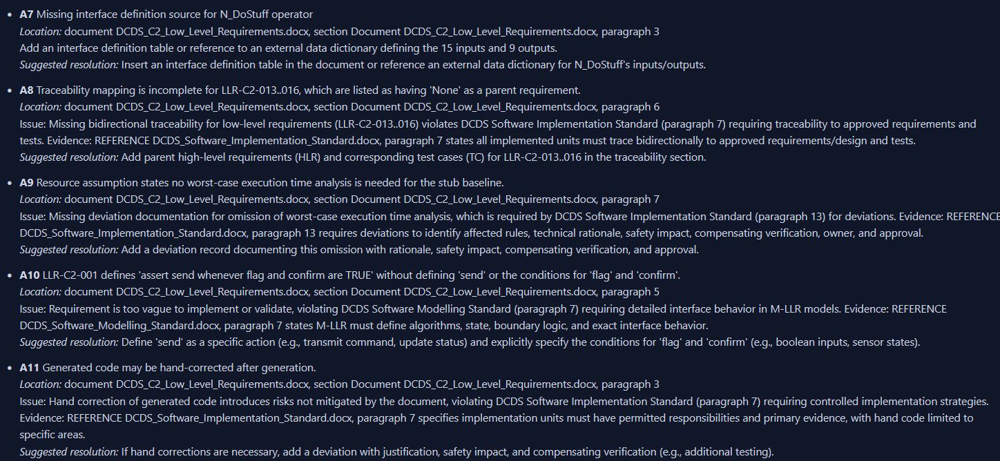 • A7 Missing interface definition source for N_DoStuff operator
Location: document DCDS_C2_Low_Level_Requirements.docx, section Document DCDS_C2_Low_Level_Requirements.docx, paragraph 3
Add an interface definition table or reference to an external data dictionary defining the 15 inputs and 9 outputs.
Suggested resolution: Insert an interface definition table in the document or reference an external data dictionary for N_DoStuff's inputs/outputs.
• A8 Traceability mapping is incomplete for LLR-C2-013..016, which are listed as having 'None' as a parent requirement.
Location: document DCDS_C2_Low_Level_Requirements.docx, section Document DCDS_C2_Low_Level_Requirements.docx, paragraph 6
Issue: Missing bidirectional traceability for low-level requirements (LLR-C2-013..016) violates DCDS Software Implementation Standard (paragraph 7) requiring traceability to approved requirements and
tests. Evidence: REFERENCE DCDS_Software_Implementation_Standard.docx, paragraph 7 states all implemented units must trace bidirectionally to approved requirements/design and tests.
Suggested resolution: Add parent high-level requirements (HLR) and corresponding test cases (TC) for LLR-C2-013..016 in the traceability section.
• A9 Resource assumption states no worst-case execution time analysis is needed for the stub baseline.
Location: document DCDS_C2_Low_Level_Requirements.docx, section Document DCDS_C2_Low_Level_Requirements.docx, paragraph 7
Issue: Missing deviation documentation for omission of worst-case execution time analysis, which is required by DCDS Software Implementation Standard (paragraph 13) for deviations. Evidence: REFERENCE
DCDS_Software_Implementation_Standard.docx, paragraph 13 requires deviations to identify affected rules, technical rationale, safety impact, compensating verification, owner, and approval.
Suggested resolution: Add a deviation record documenting this omission with rationale, safety impact, compensating verification, and approval.
• A10 LLR-C2-001 defines 'assert send whenever flag and confirm are TRUE' without defining 'send' or the conditions for 'flag' and 'confirm'.
Location: document DCDS_C2_Low_Level_Requirements.docx, section Document DCDS_C2_Low_Level_Requirements.docx, paragraph 5
Issue: Requirement is too vague to implement or validate, violating DCDS Software Modelling Standard (paragraph 7) requiring detailed interface behavior in M-LLR models. Evidence: REFERENCE
DCDS_Software_Modelling_Standard.docx, paragraph 7 states M-LLR must define algorithms, state, boundary logic, and exact interface behavior.
Suggested resolution: Define 'send' as a specific action (e.g., transmit command, update status) and explicitly specify the conditions for 'flag' and 'confirm' (e.g., boolean inputs, sensor states).
• A11 Generated code may be hand-corrected after generation.
Location: document DCDS_C2_Low_Level_Requirements.docx, section Document DCDS_C2_Low_Level_Requirements.docx, paragraph 3
Issue: Hand correction of generated code introduces risks not mitigated by the document, violating DCDS Software Implementation Standard (paragraph 7) requiring controlled implementation strategies.
Evidence: REFERENCE DCDS_Software_Implementation_Standard.docx, paragraph 7 specifies implementation units must have permitted responsibilities and primary evidence, with hand code limited to
specific areas.
Suggested resolution: If hand corrections are necessary, add a deviation with justification, safety impact, and compensating verification (e.g., additional testing).